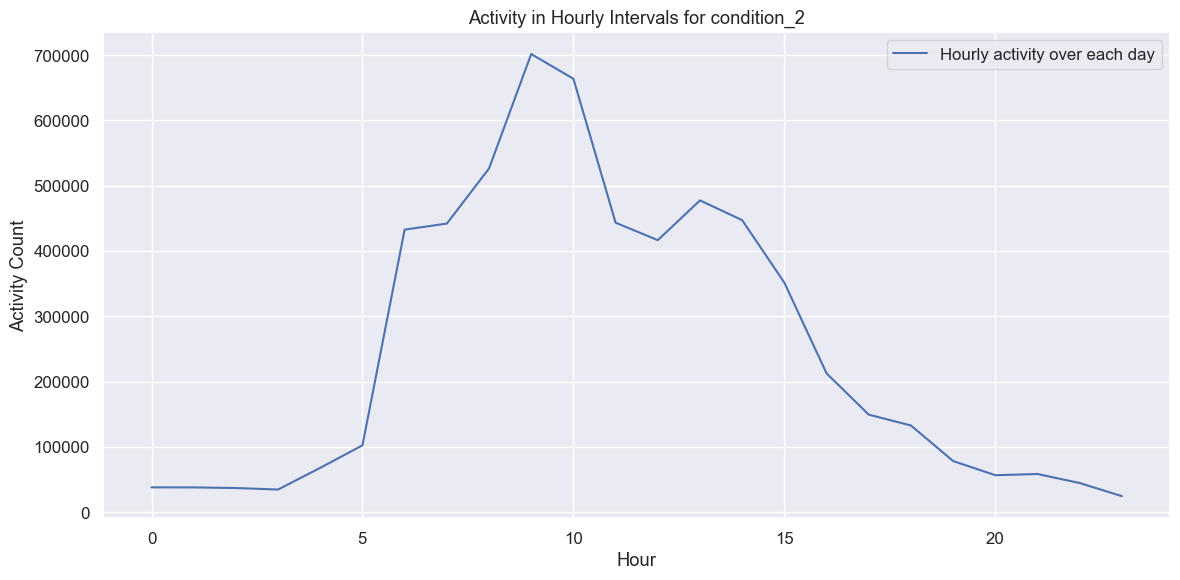 Activity in Hourly Intervals for condition_2
Hourly activity over each day
Activity Count
700000
600000
500000
400000
300000
200000
100000
0
0 5 10 15 20
Hour